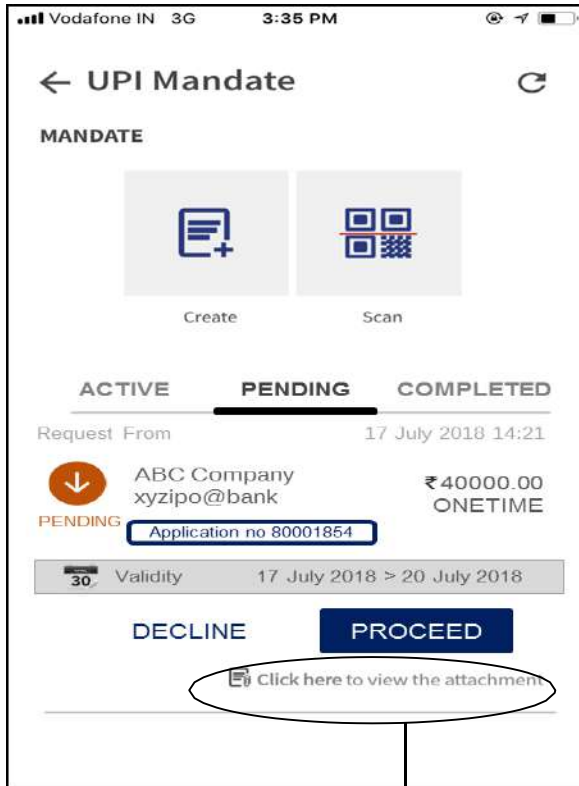 Vodafone IN 3G 3:35 PM
UPI Mandate
MANDATE
Create Scan
ACTIVE PENDING COMPLETED
Request From 17 July 2018 14:21
ABC Company ₹40000.00
xyzipo@bank ONETIME
PENDING
Application no 80001854
30 Validity 17 July 2018 > 20 July 2018
DECLINE PROCEED
Click here to view the attachment